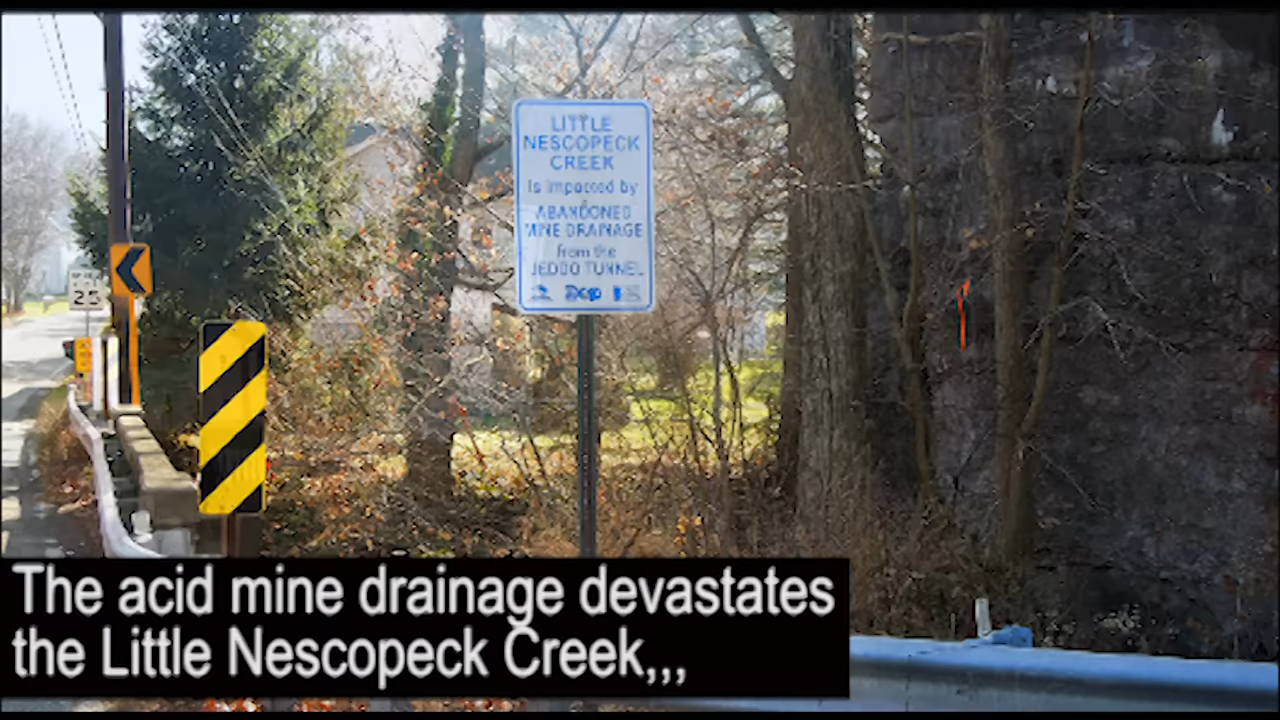 LITTLE
NESCOPECK
CREEK
is impacted by
ABANDONED
MINE DRAINAGE
from the
JEDDO TUNNEL
Dep
25
The acid mine drainage devastates
the Little Nescopeck Creek,,,